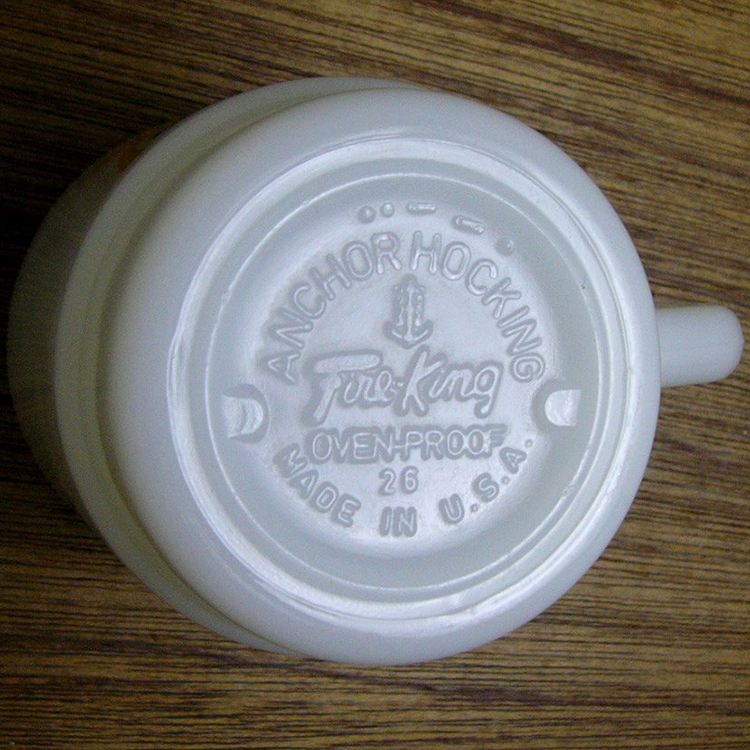 ANCHOR HOCKING
Fire-King
OVEN-PROOF
26
MADE IN U.S.A.